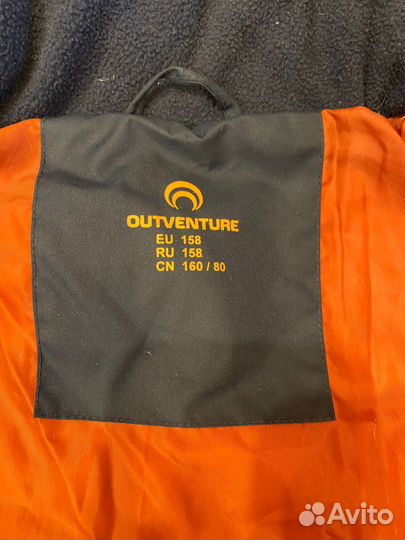 OUTVENTURE
EU 158
RU 158
CN 160 / 80
Avito